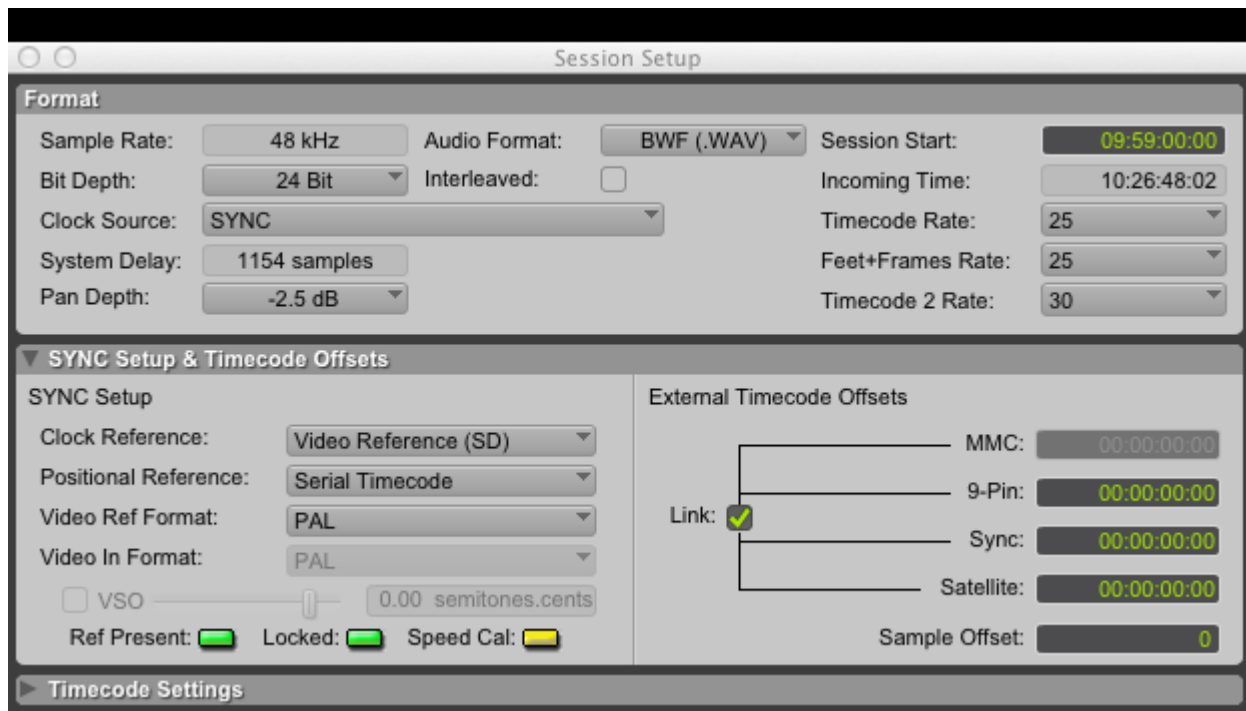 Session Setup
Format
Sample Rate: 48 kHz Audio Format: BWF (.WAV) Session Start: 09:59:00:00
Bit Depth: 24 Bit Interleaved: Incoming Time: 10:26:48:02
Clock Source: SYNC Timecode Rate: 25
System Delay: 1154 samples Feet+Frames Rate: 25
Pan Depth: -2.5 dB Timecode 2 Rate: 30
SYNC Setup & Timecode Offsets
SYNC Setup
Clock Reference: Video Reference (SD)
Positional Reference: Serial Timecode
Video Ref Format: PAL
Video In Format: PAL
VSO 0.00 semitones.cents
Ref Present: Locked: Speed Cal:
External Timecode Offsets
MMC: 00:00:00:00
9-Pin: 00:00:00:00
Link:
Sync: 00:00:00:00
Satellite: 00:00:00:00
Sample Offset: 0
Timecode Settings